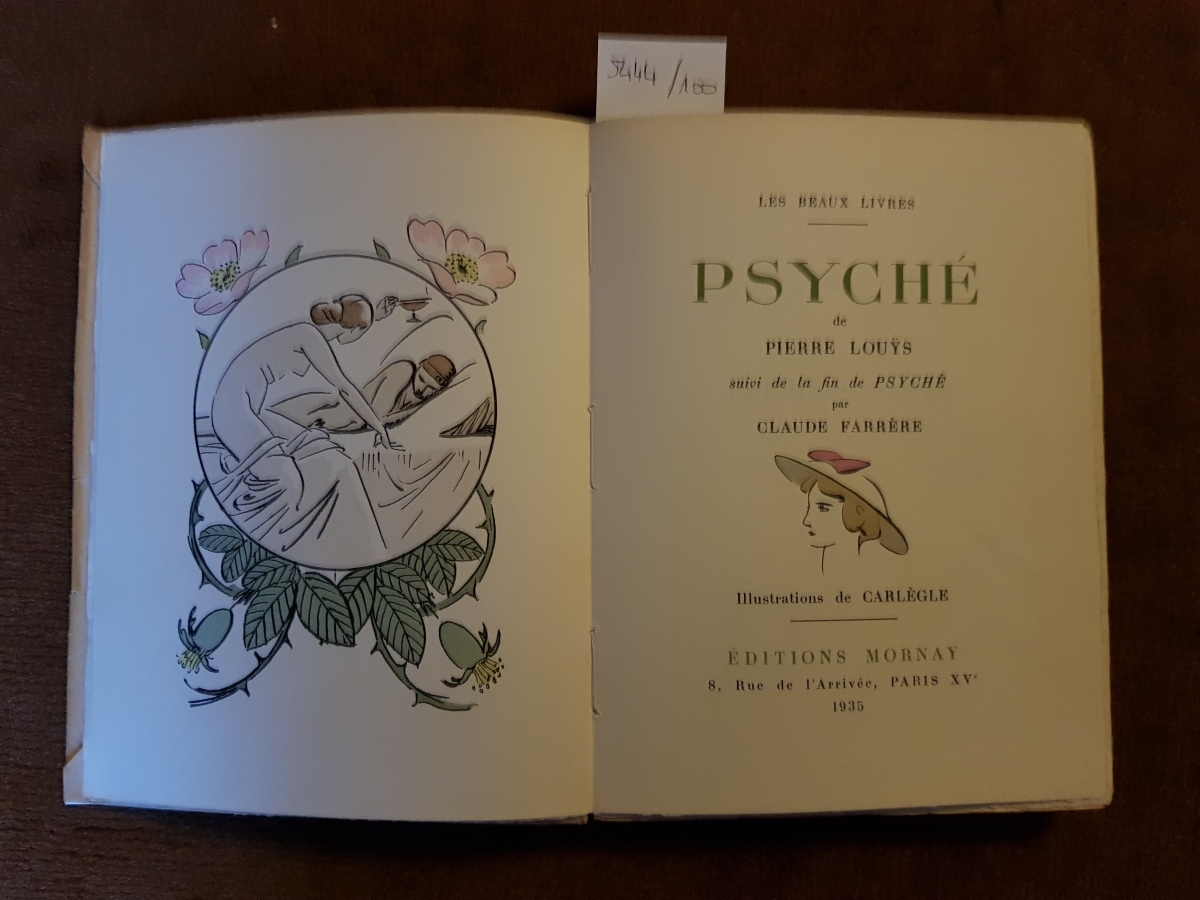 5444/100
LES BEAUX LIVRES
PSYCHÉ
de
PIERRE LOUŸS
suivi de la fin de PSYCHÉ
par
CLAUDE FARRÈRE
Illustrations de CARLÈGLE
ÉDITIONS MORNAY
8, Rue de l'Arrivée, PARIS XVᵉ
1935